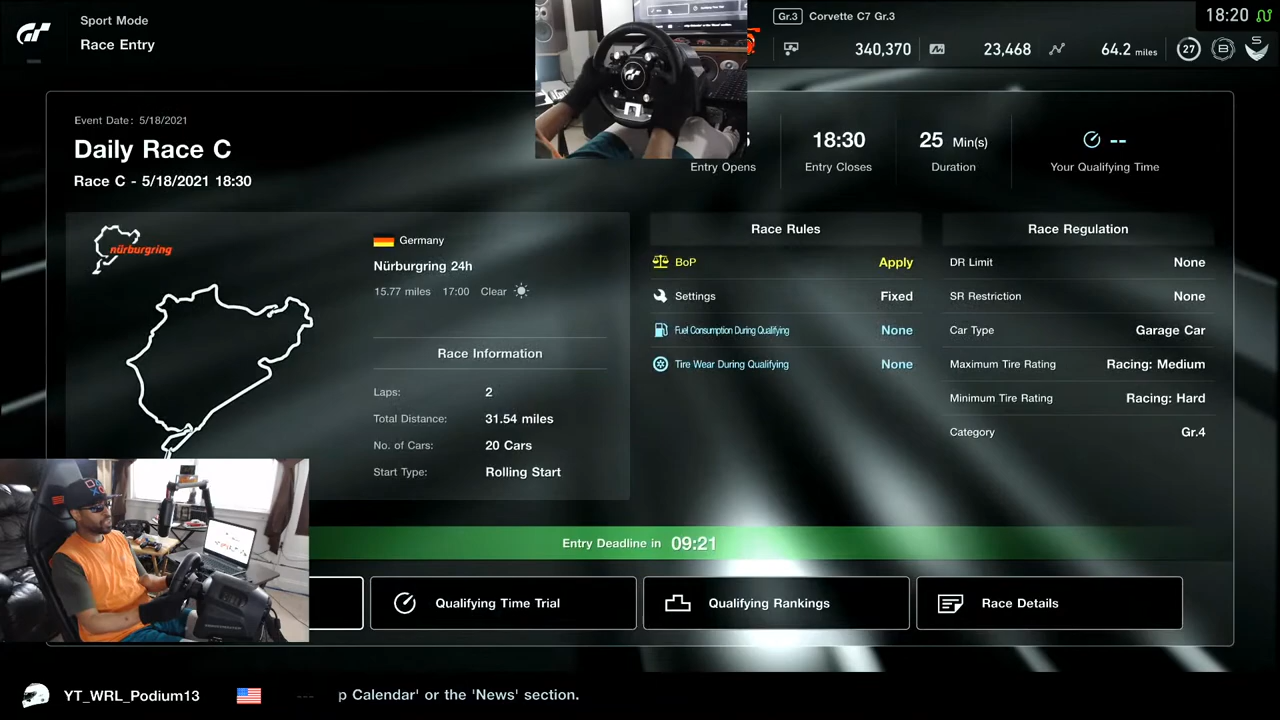 Sport Mode
Race Entry
Gr.3 Corvette C7 Gr.3
18:20
340,370
23,468
64.2 miles
27
B
S
Event Date: 5/18/2021
Daily Race C
Race C - 5/18/2021 18:30
Entry Opens
18:30
Entry Closes
25 Min(s)
Duration
--
Your Qualifying Time
nürburgring
Germany
Nürburgring 24h
15.77 miles 17:00 Clear
Race Information
Laps: 2
Total Distance: 31.54 miles
No. of Cars: 20 Cars
Start Type: Rolling Start
Race Rules
BoP Apply
Settings Fixed
Fuel Consumption During Qualifying None
Tire Wear During Qualifying None
Race Regulation
DR Limit None
SR Restriction None
Car Type Garage Car
Maximum Tire Rating Racing: Medium
Minimum Tire Rating Racing: Hard
Category Gr.4
Entry Deadline in 09:21
Qualifying Time Trial
Qualifying Rankings
Race Details
YT_WRL_Podium13
--- p Calendar' or the 'News' section.